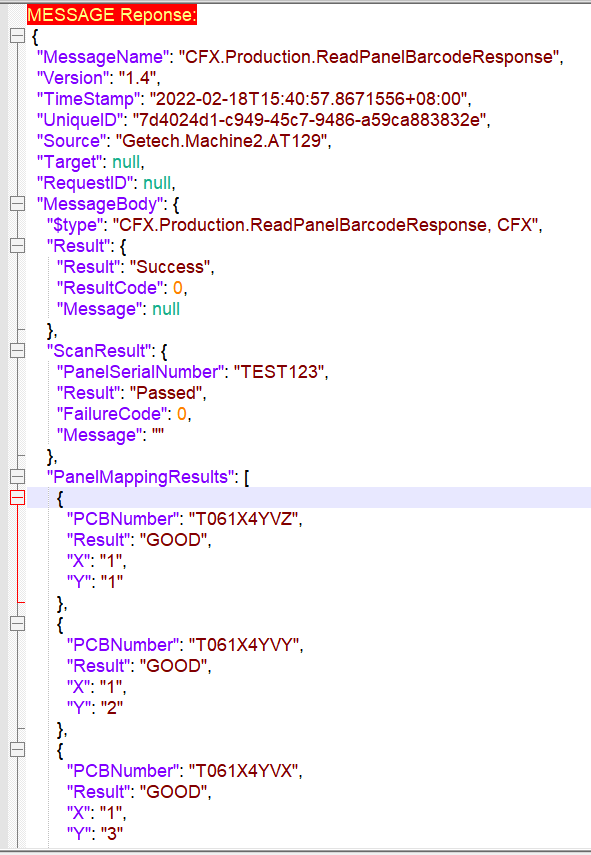 MESSAGE Reponse:
{
"MessageName": "CFX.Production.ReadPanelBarcodeResponse",
"Version": "1.4",
"TimeStamp": "2022-02-18T15:40:57.8671556+08:00",
"UniqueID": "7d4024d1-c949-45c7-9486-a59ca883832e",
"Source": "Getech.Machine2.AT129",
"Target": null,
"RequestID": null,
"MessageBody": {
"$type": "CFX.Production.ReadPanelBarcodeResponse, CFX",
"Result": {
"Result": "Success",
"ResultCode": 0,
"Message": null
},
"ScanResult": {
"PanelSerialNumber": "TEST123",
"Result": "Passed",
"FailureCode": 0,
"Message": ""
},
"PanelMappingResults": [
{
"PCBNumber": "T061X4YVZ",
"Result": "GOOD",
"X": "1",
"Y": "1"
},
{
"PCBNumber": "T061X4YVY",
"Result": "GOOD",
"X": "1",
"Y": "2"
},
{
"PCBNumber": "T061X4YVX",
"Result": "GOOD",
"X": "1",
"Y": "3"